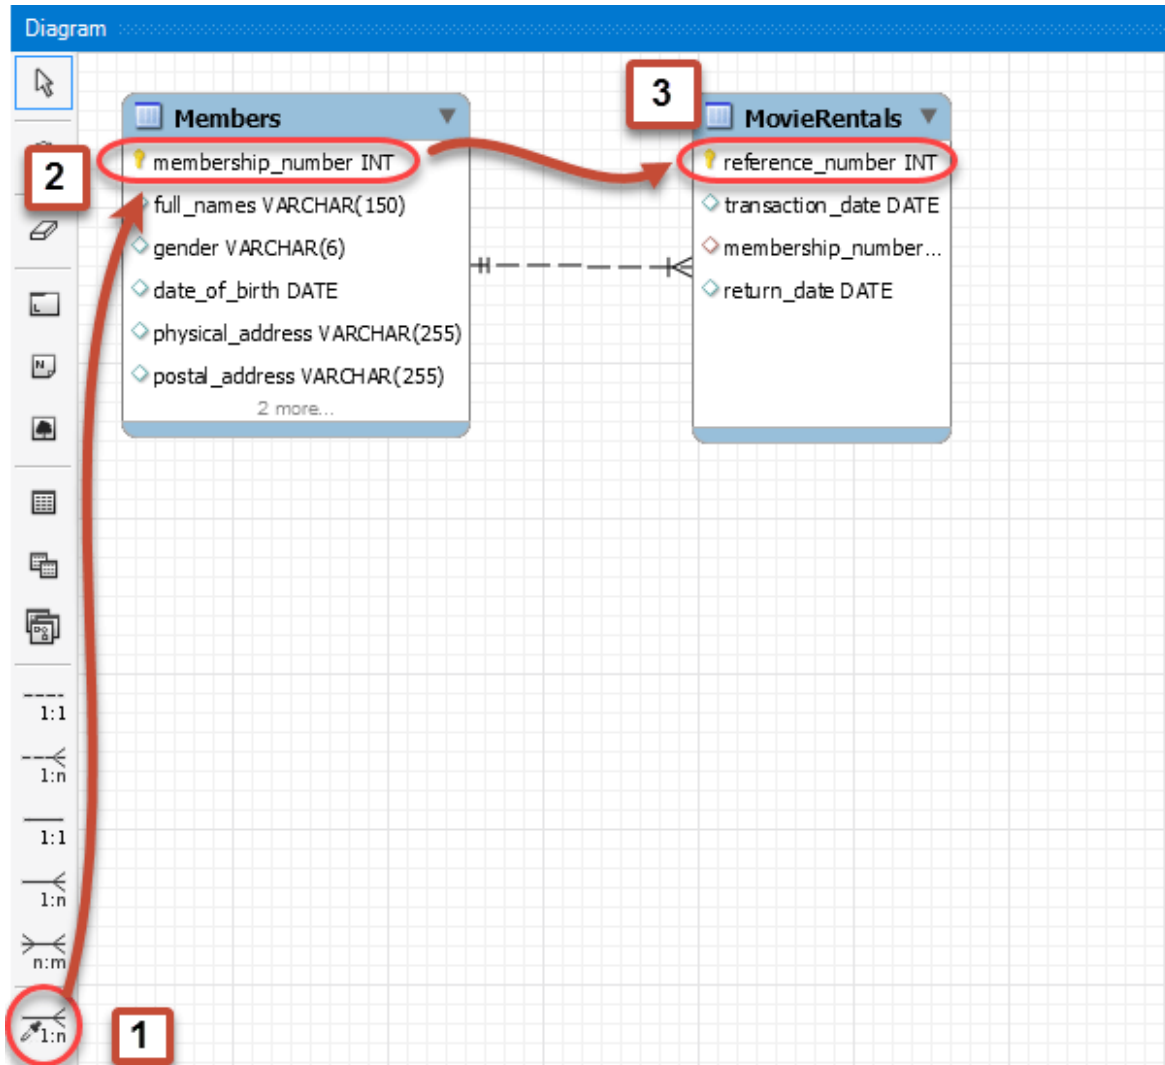 Diagram
3
Members
MovieRentals
2
membership_number INT
reference_number INT
full_names VARCHAR(150)
transaction_date DATE
gender VARCHAR(6)
membership_number...
date_of_birth DATE
return_date DATE
physical_address VARCHAR(255)
postal_address VARCHAR(255)
2 more...
1:1
1:n
1:1
1:n
n:m
1:n
1